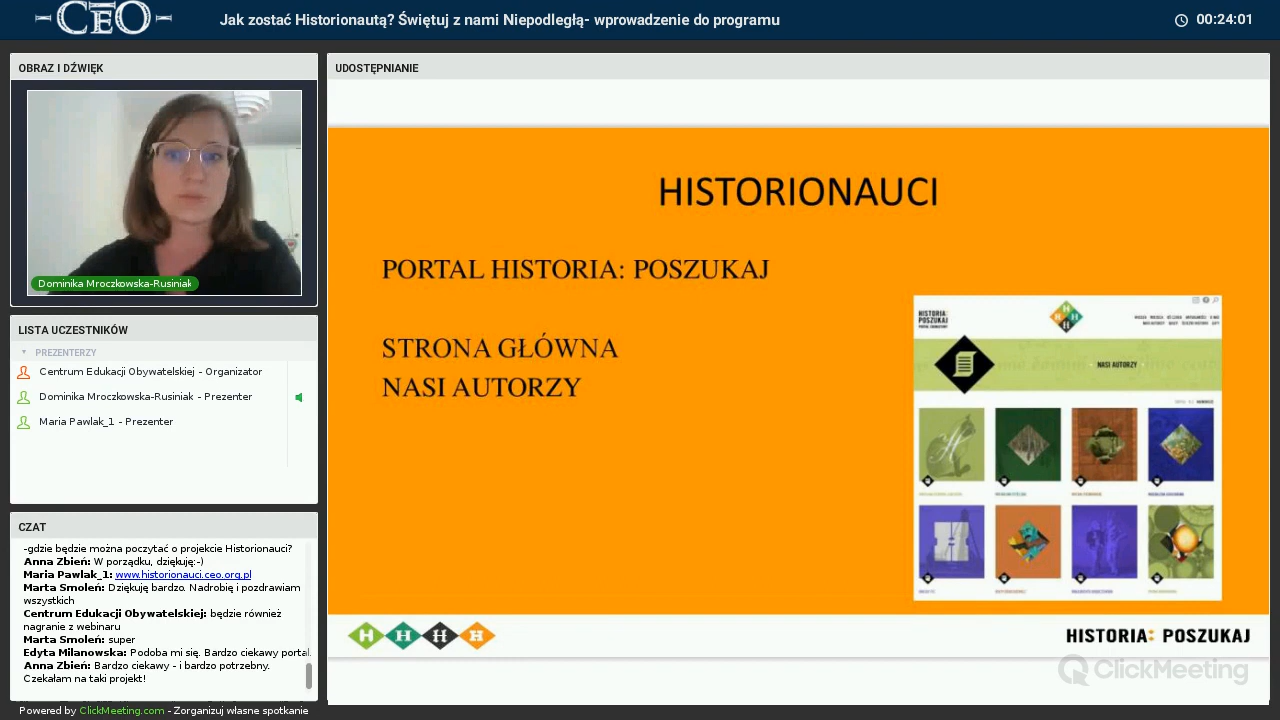 CEO
Jak zostać Historionautą? Świętuj z nami Niepodległą- wprowadzenie do programu
00:24:01
OBRAZ I DŹWIĘK
Dominika Mroczkowska-Rusiniak
LISTA UCZESTNIKÓW
PREZENTERZY
Centrum Edukacji Obywatelskiej - Organizator
Dominika Mroczkowska-Rusiniak - Prezenter
Maria Pawlak_1 - Prezenter
CZAT
-gdzie będzie można poczytać o projekcie Historionauci?
Anna Zbień: W porządku, dziękuję:-)
Maria Pawlak_1: www.historionauci.ceo.org.pl
Marta Smoleń: Dziękuję bardzo. Nadrobię i pozdrawiam
wszystkich
Centrum Edukacji Obywatelskiej: bedzie również
nagranie z webinaru
Marta Smoleń: super
Edyta Milanowska: Podoba mi się. Bardzo ciekawy portal.
Anna Zbień: Bardzo ciekawy - i bardzo potrzebny.
Czekałam na taki projekt!
Powered by ClickMeeting.com - Zorganizuj własne spotkanie
UDOSTĘPNIANIE
HISTORIONAUCI
PORTAL HISTORIA: POSZUKAJ
STRONA GŁÓWNA
NASI AUTORZY
HISTORIA:
POSZUKAJ
H H H H
NASI AUTORZY
H H H H
HISTORIA: POSZUKAJ
ClickMeeting